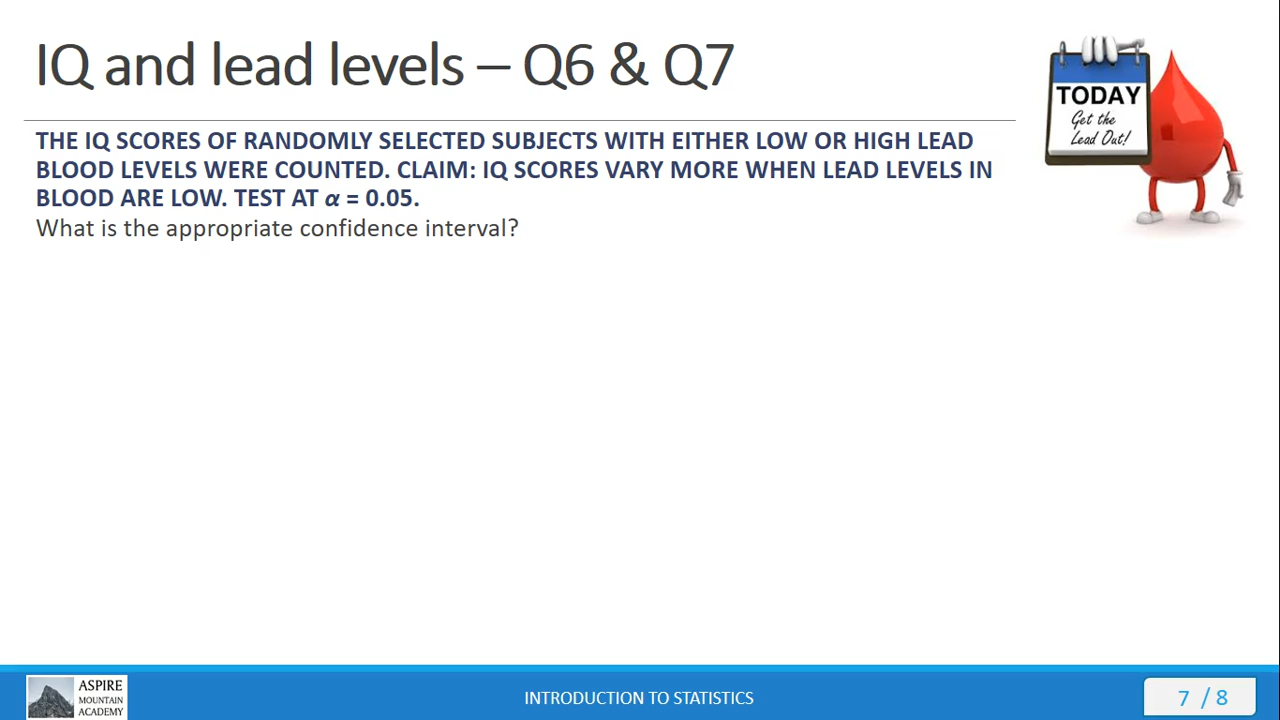 IQ and lead levels – Q6 & Q7
TODAY
Get the
Lead Out!
THE IQ SCORES OF RANDOMLY SELECTED SUBJECTS WITH EITHER LOW OR HIGH LEAD
BLOOD LEVELS WERE COUNTED. CLAIM: IQ SCORES VARY MORE WHEN LEAD LEVELS IN
BLOOD ARE LOW. TEST AT α = 0.05.
What is the appropriate confidence interval?
ASPIRE
MOUNTAIN
ACADEMY
INTRODUCTION TO STATISTICS
7 / 8